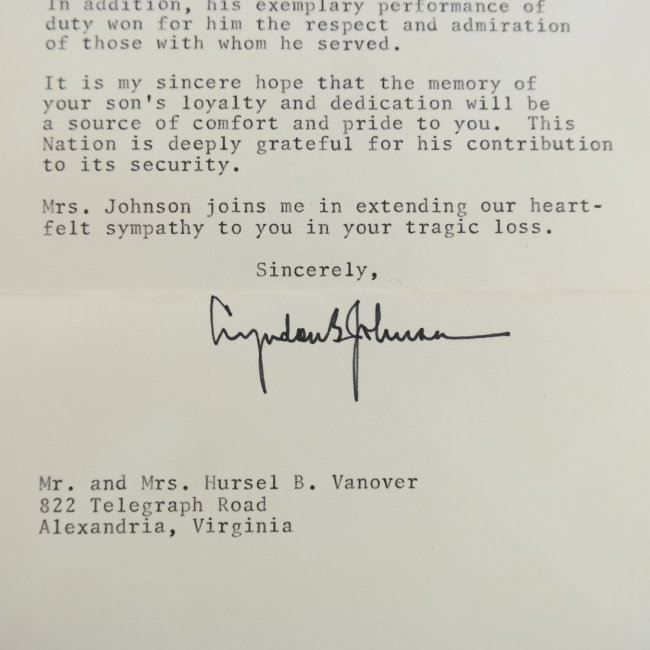 In addition, his exemplary performance of
duty won for him the respect and admiration
of those with whom he served.
It is my sincere hope that the memory of
your son's loyalty and dedication will be
a source of comfort and pride to you.  This
Nation is deeply grateful for his contribution
to its security.
Mrs. Johnson joins me in extending our heart-
felt sympathy to you in your tragic loss.
Sincerely,
Lyndon B Johnson
Mr. and Mrs. Hursel B. Vanover
822 Telegraph Road
Alexandria, Virginia